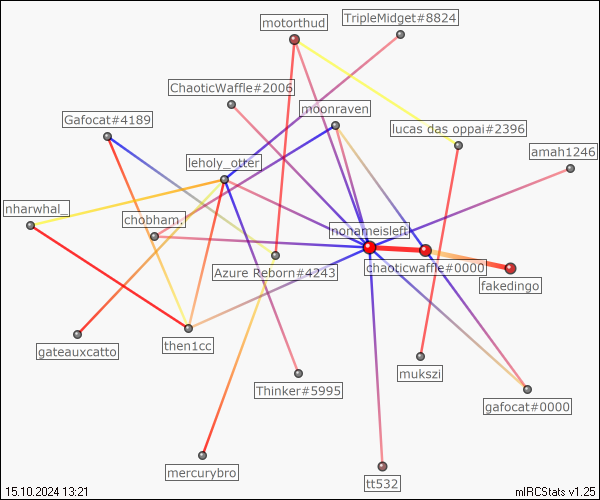 TripleMidget#8824
motorthud
ChaoticWaffle#2006
moonraven
Gafocat#4189
lucas das oppai#2396
amah1246
leholy_otter
nharwhal_
chobham.
nonameisleft
chaoticwaffle#0000
Azure Reborn#4243
fakedingo
then1cc
gateauxcatto
mukszi
Thinker#5995
gafocat#0000
mercurybro
tt532
15.10.2024 13:21
mIRCStats v1.25